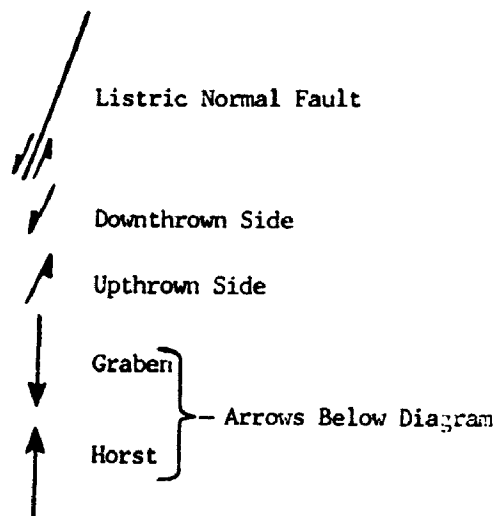 Listric Normal Fault
Downthrown Side
Upthrown Side
Graben
– Arrows Below Diagram
Horst